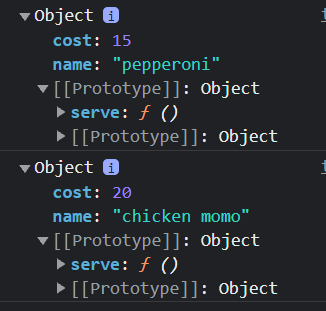 ▼ Object i
cost: 15
name: "pepperoni"
▼ [[Prototype]]: Object
▶ serve: ƒ ()
▶ [[Prototype]]: Object
▼ Object i
cost: 20
name: "chicken momo"
▼ [[Prototype]]: Object
▶ serve: ƒ ()
▶ [[Prototype]]: Object